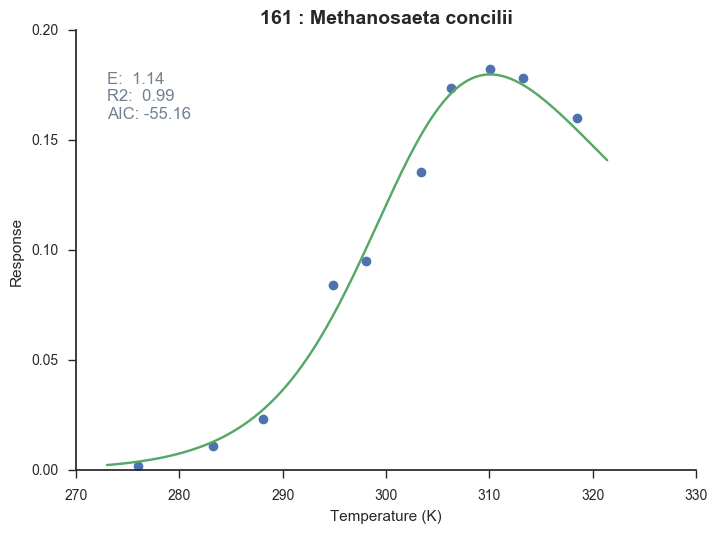 161 : Methanosaeta concilii
E: 1.14
R2: 0.99
AIC: -55.16
Response
0.20
0.15
0.10
0.05
0.00
270 280 290 300 310 320 330
Temperature (K)